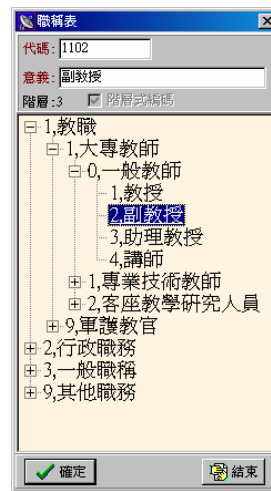 職稱表
代碼: 1102
意義: 副教授
階層:3 階層式編碼
1,教職
1,大專教師
0,一般教師
1,教授
2,副教授
3,助理教授
4,講師
1,專業技術教師
2,客座教學研究人員
9,軍護教官
2,行政職務
3,一般職稱
9,其他職務
確定 結束